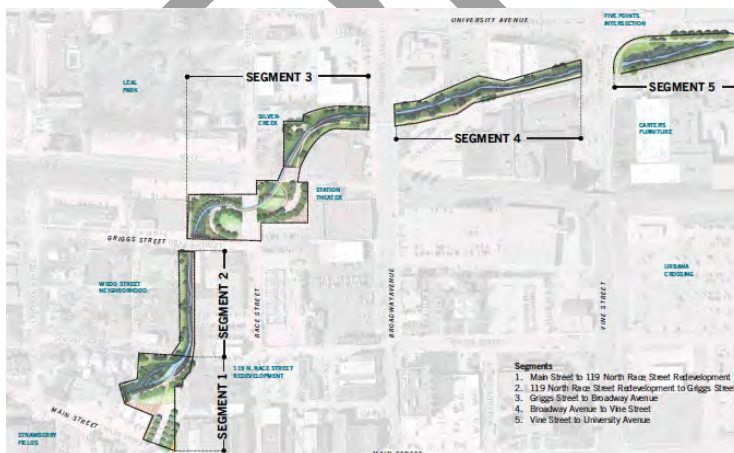 UNIVERSITY AVENUE
FIVE POINTS
INTERSECTION
LEAL
PARK
SEGMENT 3
SEGMENT 5
SILVER-
CREEK
SEGMENT 4
CARTER'S
FURNITURE
STATION
THEATER
GRIGGS STREET
WOOD STREET
NEIGHBORHOOD
SEGMENT 2
RACE STREET
BROADWAY AVENUE
VINE STREET
URBANA
CROSSING
SEGMENT 1
119 N. RACE STREET
REDEVELOPMENT
MAIN STREET
STRAWBERRY
FIELDS
Segments
1. Main Street to 119 North Race Street Redevelopment
2. 119 North Race Street Redevelopment to Griggs Street
3. Griggs Street to Broadway Avenue
4. Broadway Avenue to Vine Street
5. Vine Street to University Avenue
MAIN STREET